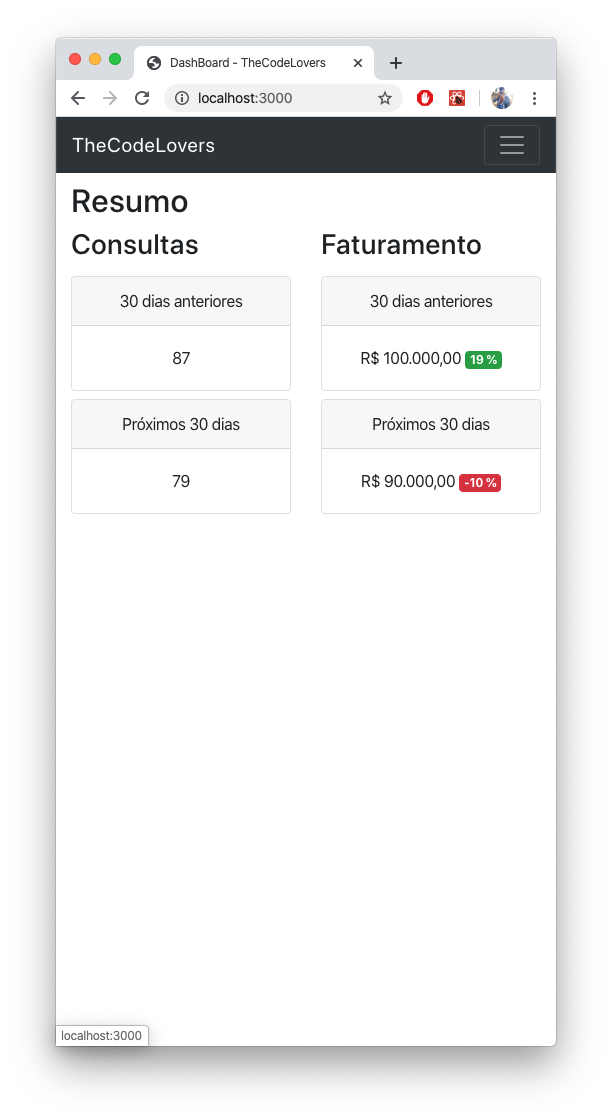 DashBoard - TheCodeLovers
localhost:3000
TheCodeLovers
Resumo
Consultas
30 dias anteriores
87
Próximos 30 dias
79
Faturamento
30 dias anteriores
R$ 100.000,00 19 %
Próximos 30 dias
R$ 90.000,00 -10 %
localhost:3000